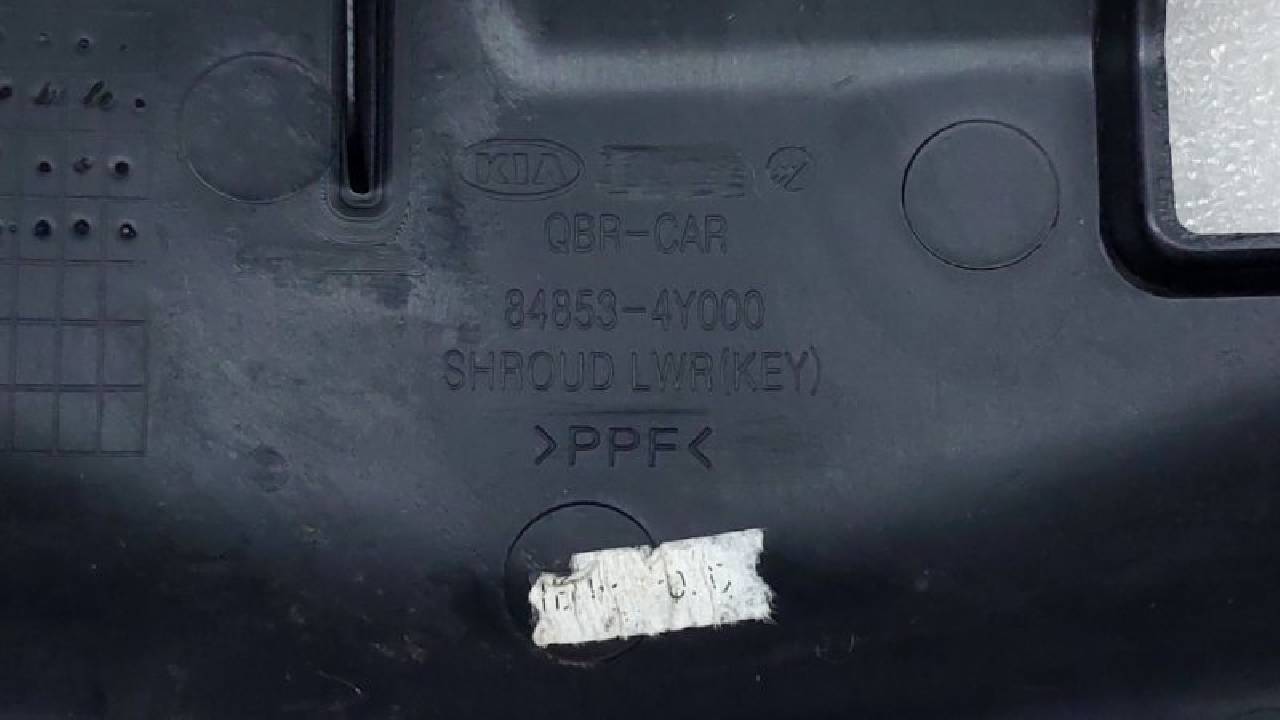 KIA
QBR-CAR
84853-4Y000
SHROUD LWR(KEY)
>PPF<